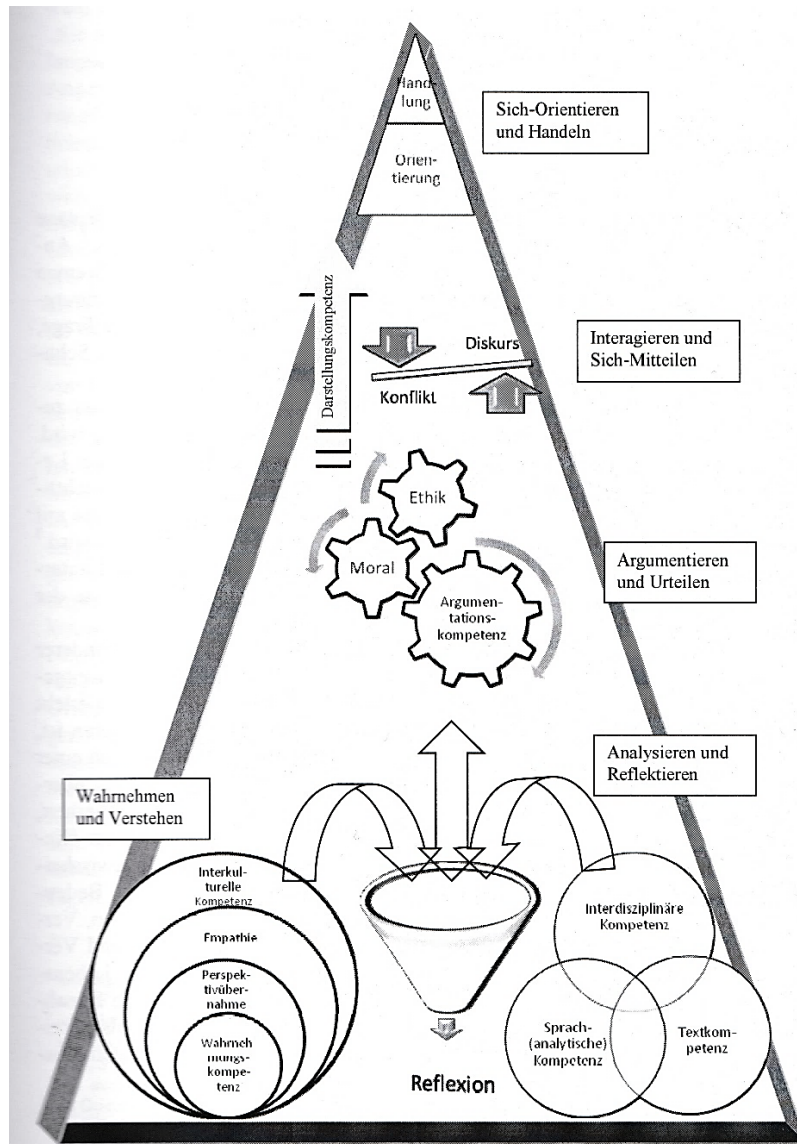 Hand-
lung
Orien-
tierung
Sich-Orientieren
und Handeln
Darstellungskompetenz
Diskurs
Konflikt
Interagieren und
Sich-Mitteilen
Ethik
Moral
Argumen-
tations-
kompetenz
Argumentieren
und Urteilen
Analysieren und
Reflektieren
Wahrnehmen
und Verstehen
Interkul-
turelle
Kompetenz
Empathie
Perspek-
tivüber-
nahme
Wahrneh
mungs-
kompe-
tenz
Reflexion
Interdisziplinäre
Kompetenz
Sprach-
(analytische)
Kompetenz
Textkom-
petenz